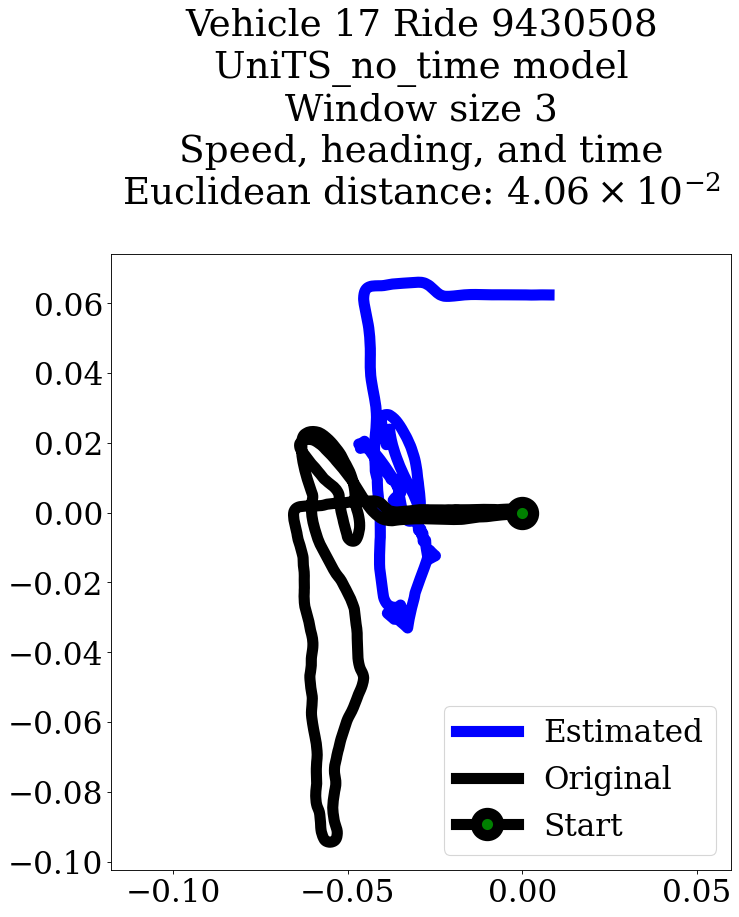 Vehicle 17 Ride 9430508
UniTS_no_time model
Window size 3
Speed, heading, and time
Euclidean distance: 4.06 × 10⁻²
0.06
0.04
0.02
0.00
−0.02
−0.04
−0.06
−0.08
−0.10
−0.10 −0.05 0.00 0.05
Estimated
Original
Start